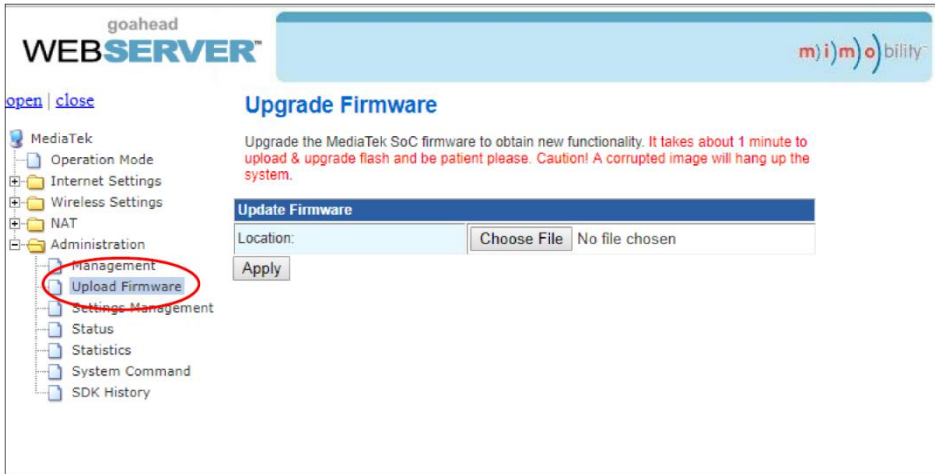 goahead
WEBSERVER™
m)i)m)o)bility™
open | close
MediaTek
Operation Mode
Internet Settings
Wireless Settings
NAT
Administration
Management
Upload Firmware
Settings Management
Status
Statistics
System Command
SDK History
Upgrade Firmware
Upgrade the MediaTek SoC firmware to obtain new functionality. It takes about 1 minute to
upload & upgrade flash and be patient please. Caution! A corrupted image will hang up the
system.
Update Firmware
Location: Choose File No file chosen
Apply